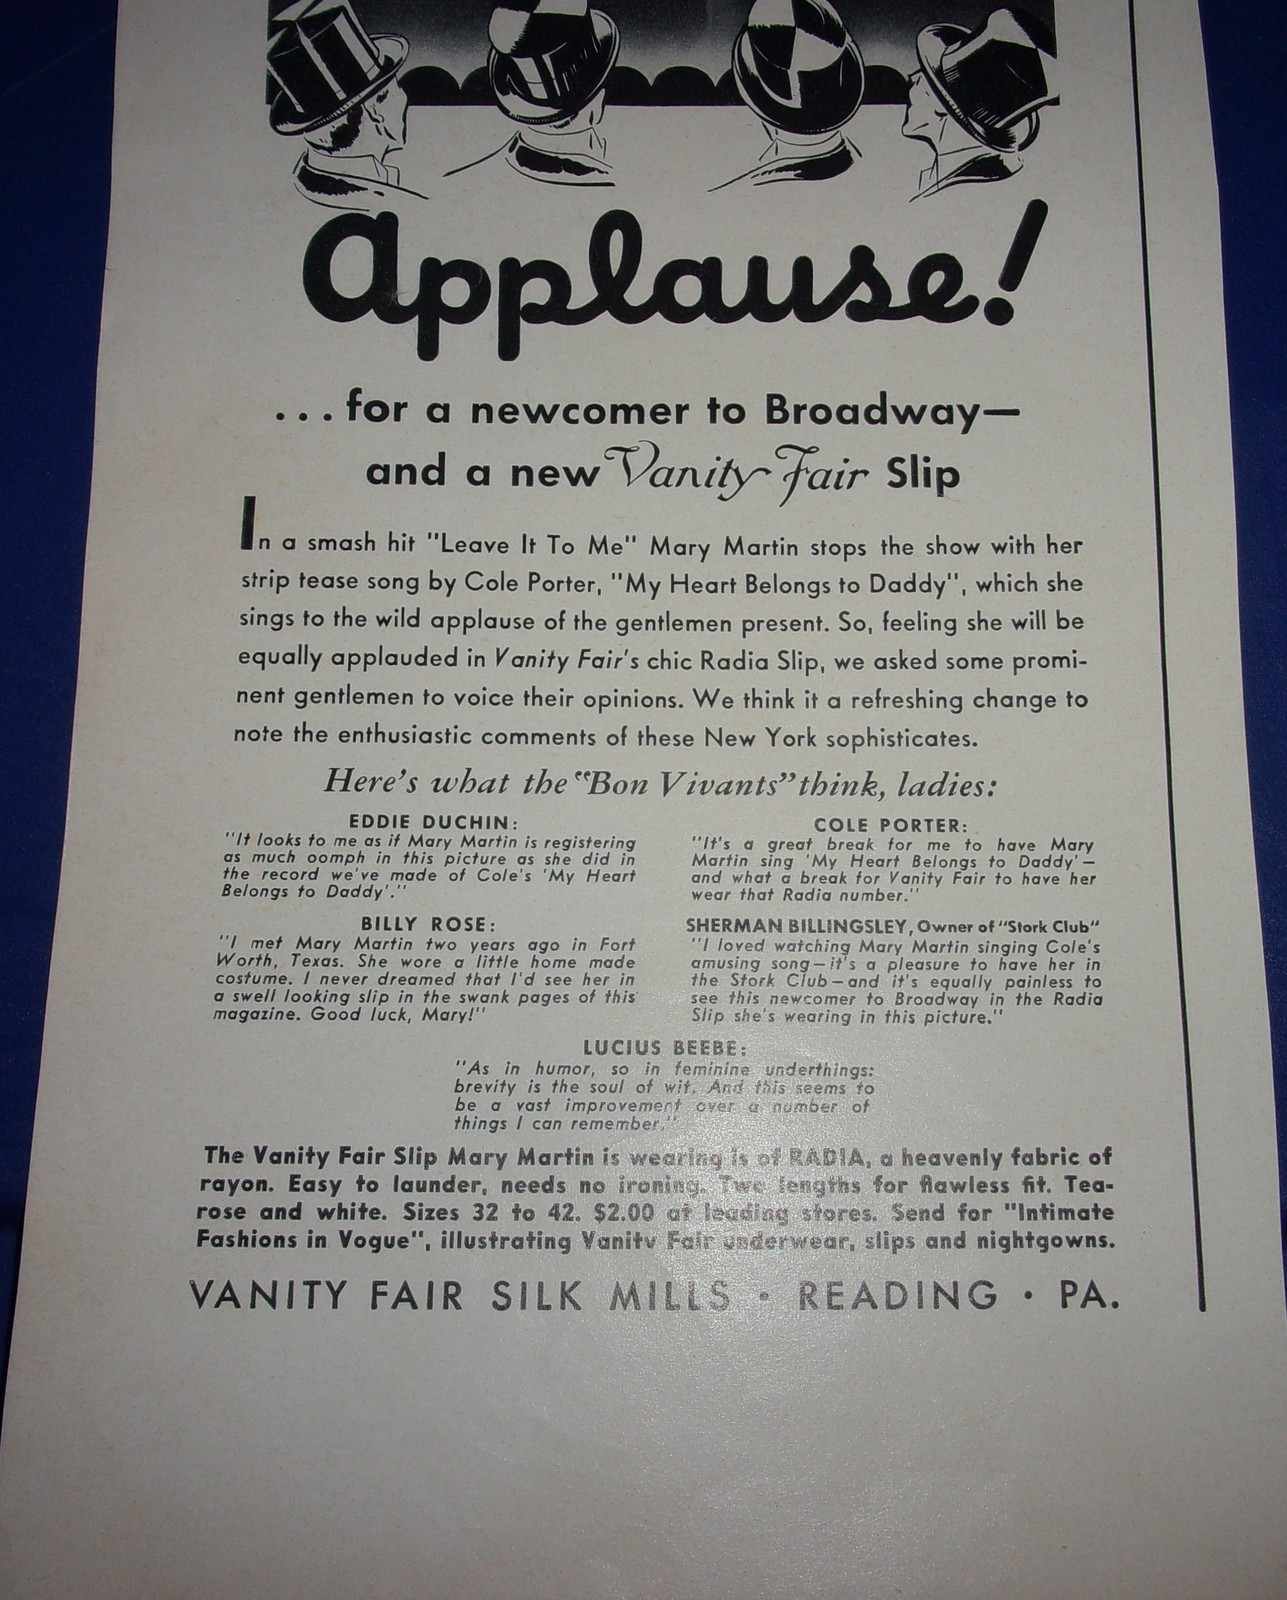 Applause!
...for a newcomer to Broadway—
and a new Vanity Fair Slip
In a smash hit "Leave It To Me" Mary Martin stops the show with her
strip tease song by Cole Porter, "My Heart Belongs to Daddy", which she
sings to the wild applause of the gentlemen present. So, feeling she will be
equally applauded in Vanity Fair's chic Radia Slip, we asked some promi-
nent gentlemen to voice their opinions. We think it a refreshing change to
note the enthusiastic comments of these New York sophisticates.
Here's what the "Bon Vivants" think, ladies:
EDDIE DUCHIN:
"It looks to me as if Mary Martin is registering
as much oomph in this picture as she did in
the record we've made of Cole's 'My Heart
Belongs to Daddy'."
COLE PORTER:
"It's a great break for me to have Mary
Martin sing 'My Heart Belongs to Daddy'—
and what a break for Vanity Fair to have her
wear that Radia number."
BILLY ROSE:
"I met Mary Martin two years ago in Fort
Worth, Texas. She wore a little home made
costume. I never dreamed that I'd see her in
a swell looking slip in the swank pages of this
magazine. Good luck, Mary!"
SHERMAN BILLINGSLEY, Owner of "Stork Club"
"I loved watching Mary Martin singing Cole's
amusing song—it's a pleasure to have her in
the Stork Club—and it's equally painless to
see this newcomer to Broadway in the Radia
Slip she's wearing in this picture."
LUCIUS BEEBE:
"As in humor, so in feminine underthings:
brevity is the soul of wit. And this seems to
be a vast improvement over a number of
things I can remember."
The Vanity Fair Slip Mary Martin is wearing is of RADIA, a heavenly fabric of
rayon. Easy to launder, needs no ironing. Two lengths for flawless fit. Tea-
rose and white. Sizes 32 to 42. $2.00 at leading stores. Send for "Intimate
Fashions in Vogue", illustrating Vanity Fair underwear, slips and nightgowns.
VANITY FAIR SILK MILLS · READING · PA.